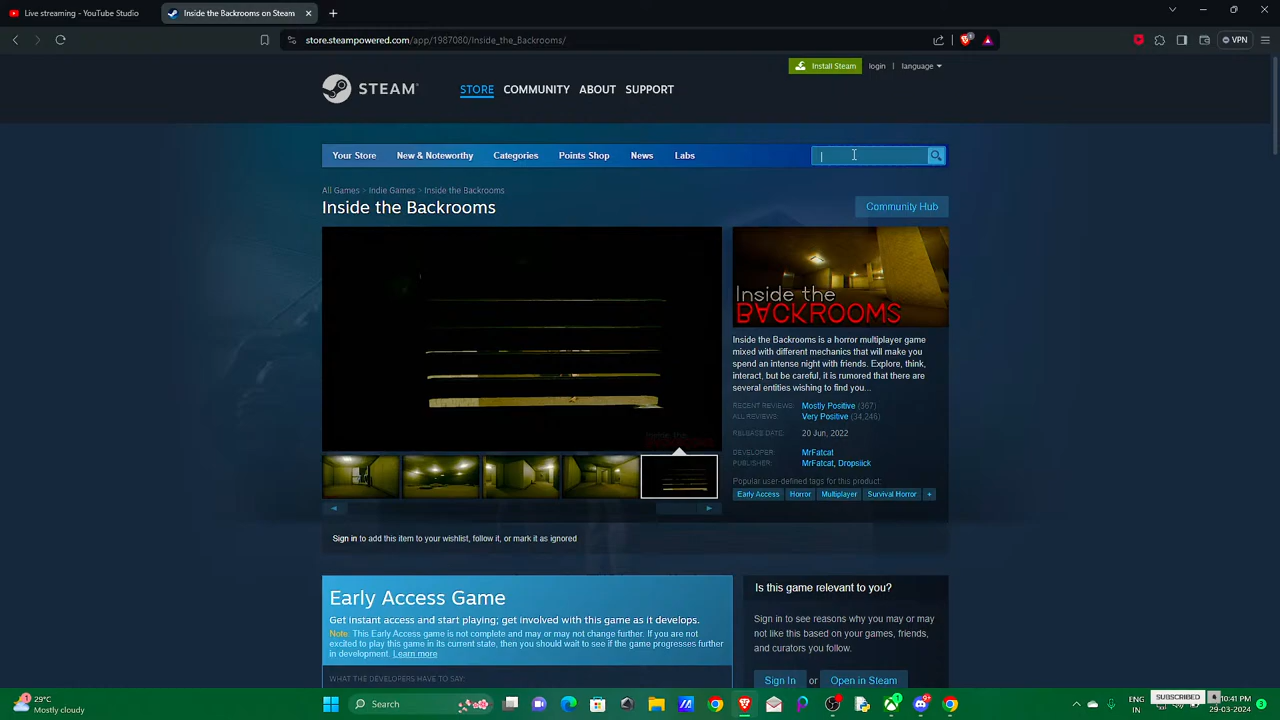 Live streaming - YouTube Studio
Inside the Backrooms on Steam
store.steampowered.com/app/1987080/Inside_the_Backrooms/
VPN
Install Steam
login
language
STEAM
STORE
COMMUNITY
ABOUT
SUPPORT
Your Store
New & Noteworthy
Categories
Points Shop
News
Labs
All Games > Indie Games > Inside the Backrooms
Inside the Backrooms
Community Hub
Inside the
BACKROOMS
Inside the Backrooms is a horror multiplayer game
mixed with different mechanics that will make you
spend an intense night with friends. Explore, think,
interact, but be careful, it is rumored that there are
several entities wishing to find you...
RECENT REVIEWS: Mostly Positive (367)
ALL REVIEWS: Very Positive (34,246)
RELEASE DATE: 20 Jun, 2022
DEVELOPER: MrFatcat
PUBLISHER: MrFatcat, Dropsiick
Popular user-defined tags for this product:
Early Access Horror Multiplayer Survival Horror +
Sign in to add this item to your wishlist, follow it, or mark it as ignored
Early Access Game
Get instant access and start playing; get involved with this game as it develops.
Note: This Early Access game is not complete and may or may not change further. If you are
not excited to play this game in its current state, then you should wait to see if the game progresses further
in development. Learn more
WHAT THE DEVELOPERS HAVE TO SAY:
Is this game relevant to you?
Sign in to see reasons why you may or may
not like this based on your games, friends,
and curators you follow.
Sign In or Open in Steam
29°C
Mostly cloudy
Search
ENG
IN
SUBSCRIBED
10:41 PM
29-03-2024